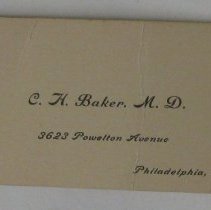 C. H. Baker, M. D.
3623 Powelton Avenue
Philadelphia,